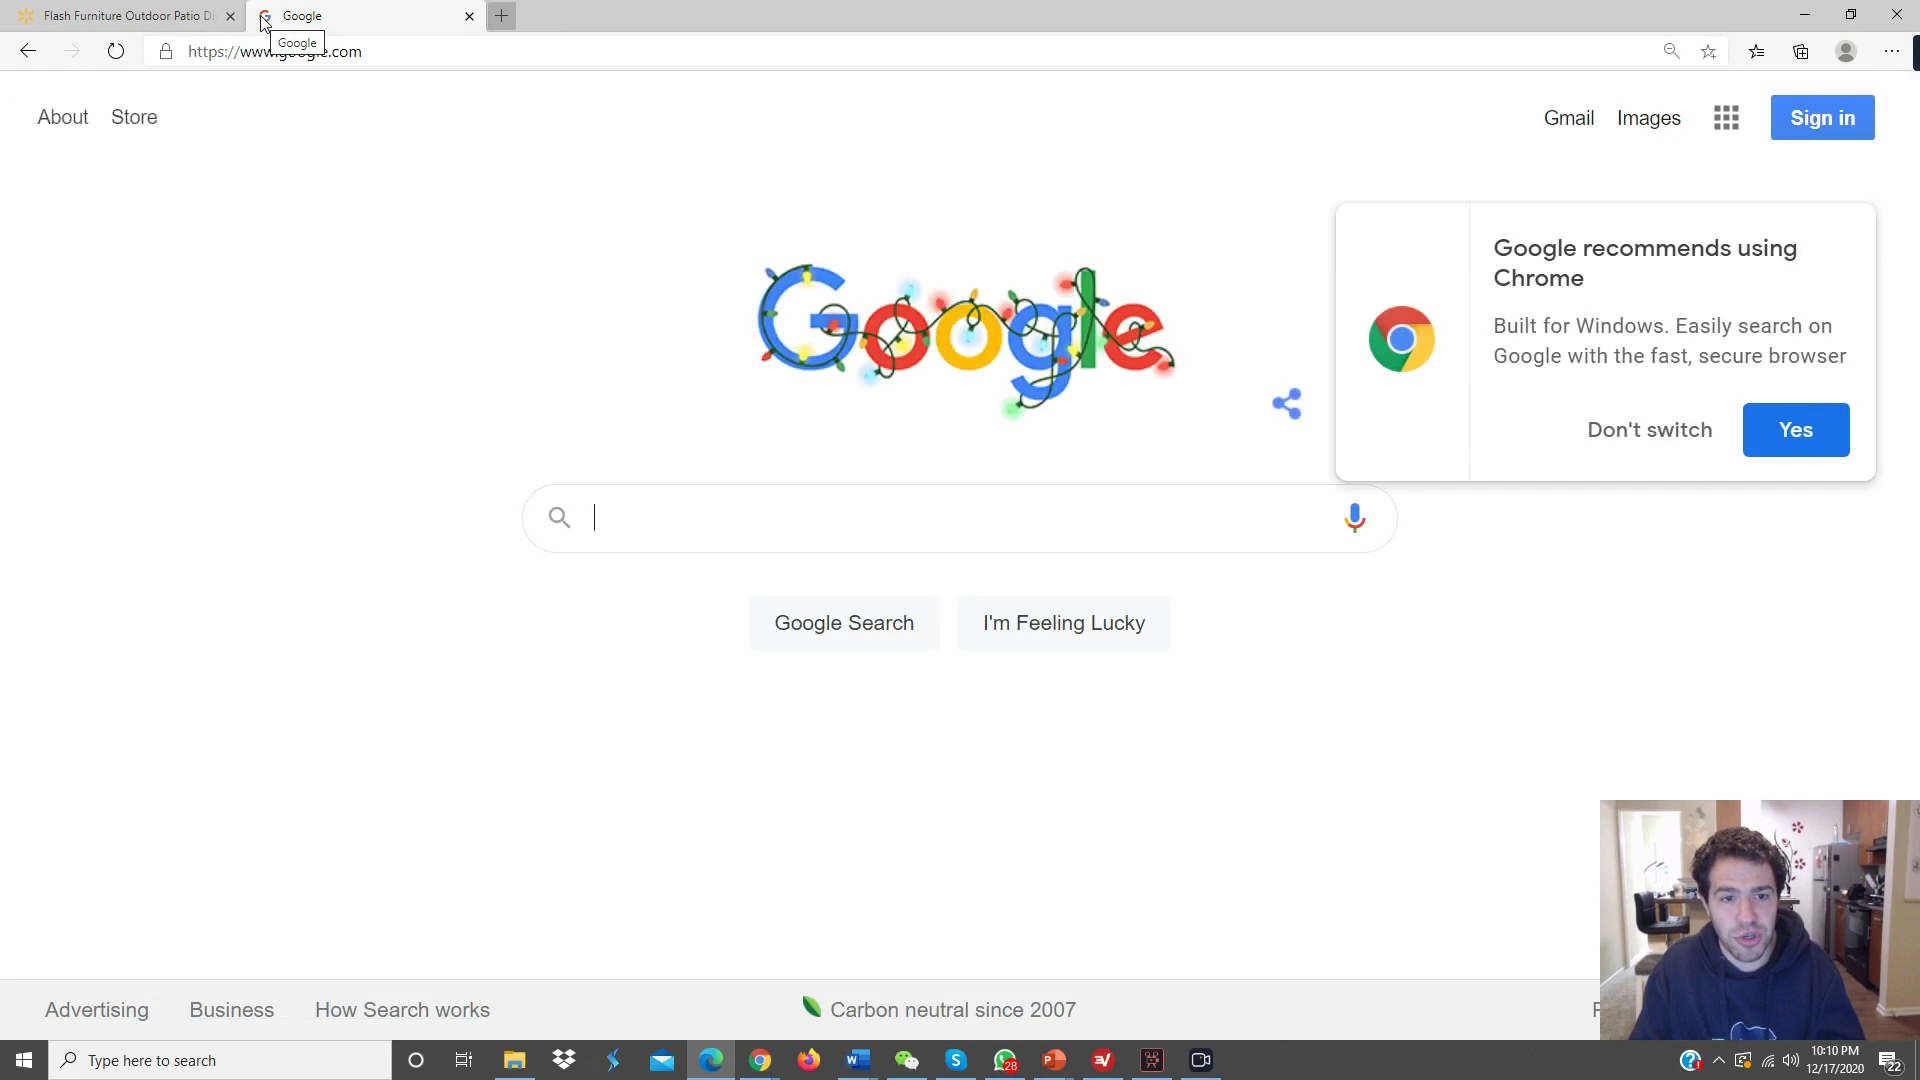 Flash Furniture Outdoor Patio Di
Google
Google
https://www.google.com
About Store
Gmail Images Sign in
Google
Google recommends using
Chrome
Built for Windows. Easily search on
Google with the fast, secure browser
Don't switch Yes
Google Search I'm Feeling Lucky
Advertising Business How Search works Carbon neutral since 2007
Type here to search
28
10:10 PM
12/17/2020
22